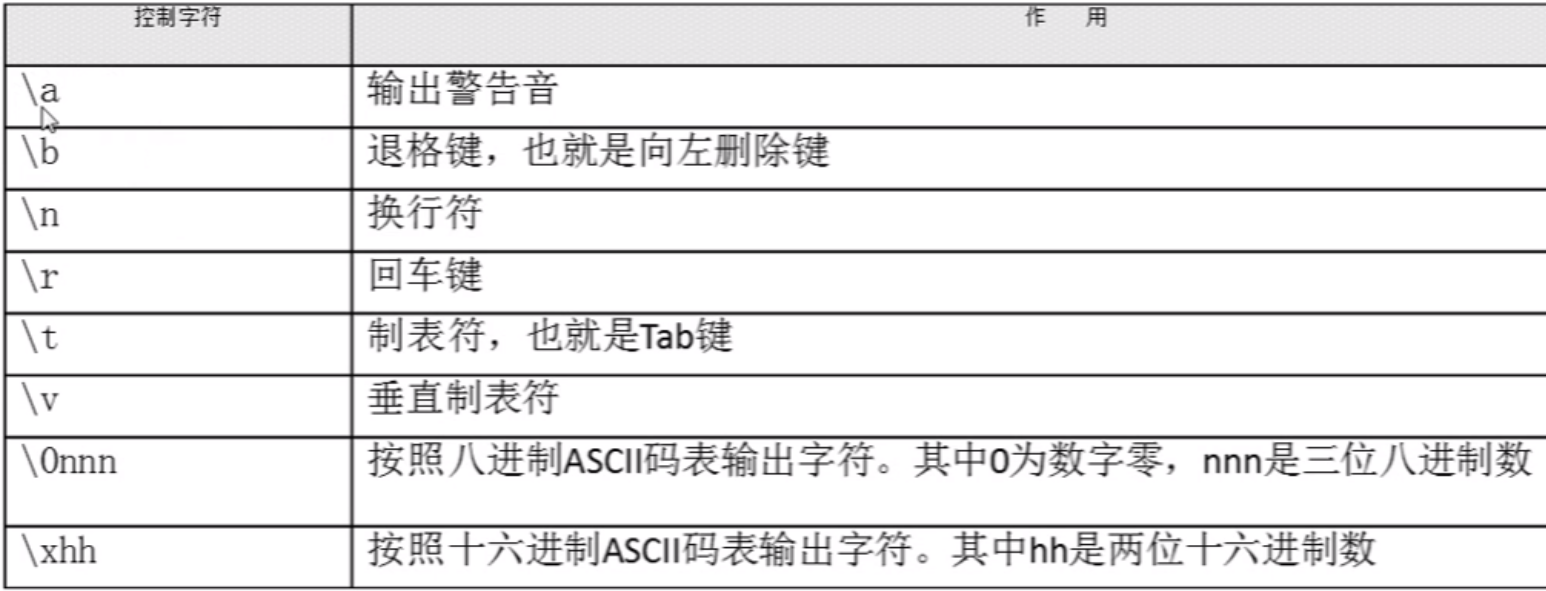 控制字符 作 用
\a 输出警告音
\b 退格键，也就是向左删除键
\n 换行符
\r 回车键
\t 制表符，也就是Tab键
\v 垂直制表符
\0nnn 按照八进制ASCII码表输出字符。其中0为数字零，nnn是三位八进制数
\xhh 按照十六进制ASCII码表输出字符。其中hh是两位十六进制数